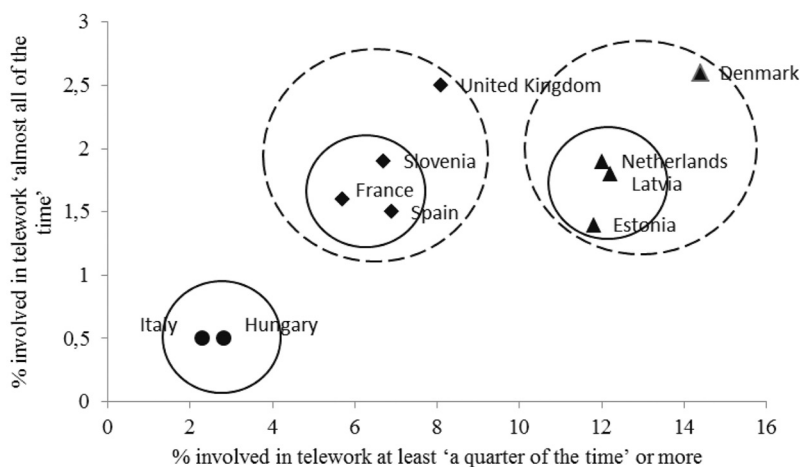 % involved in telework 'almost all of the
time'
3
2,5
2
1,5
1
0,5
0
United Kingdom
Denmark
Slovenia
Netherlands
France
Latvia
Spain
Estonia
Italy
Hungary
0 2 4 6 8 10 12 14 16
% involved in telework at least 'a quarter of the time' or more